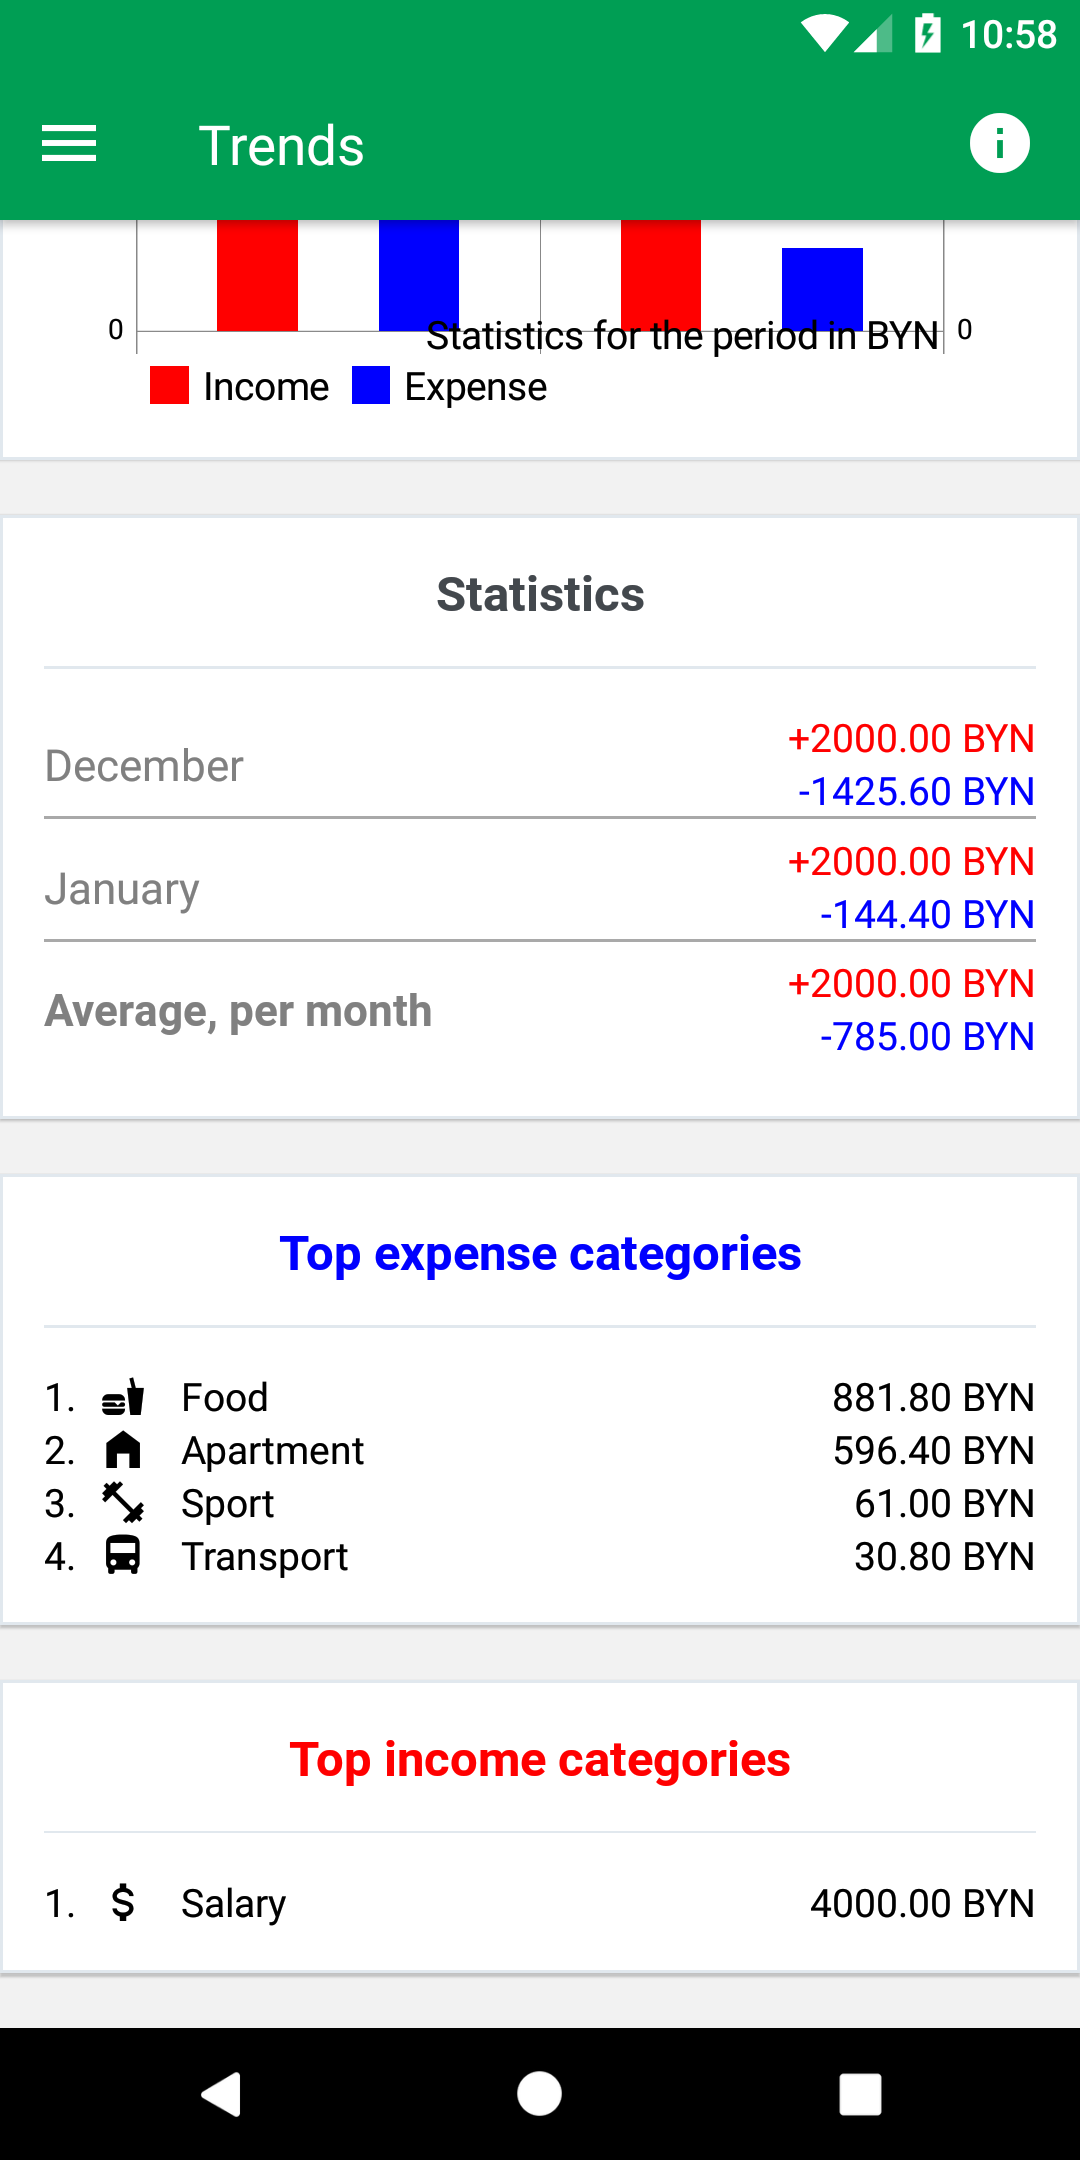 10:58
Trends
0
Statistics for the period in BYN
0
Income Expense
Statistics
December
+2000.00 BYN
-1425.60 BYN
January
+2000.00 BYN
-144.40 BYN
Average, per month
+2000.00 BYN
-785.00 BYN
Top expense categories
1. Food 881.80 BYN
2. Apartment 596.40 BYN
3. Sport 61.00 BYN
4. Transport 30.80 BYN
Top income categories
1. $ Salary 4000.00 BYN